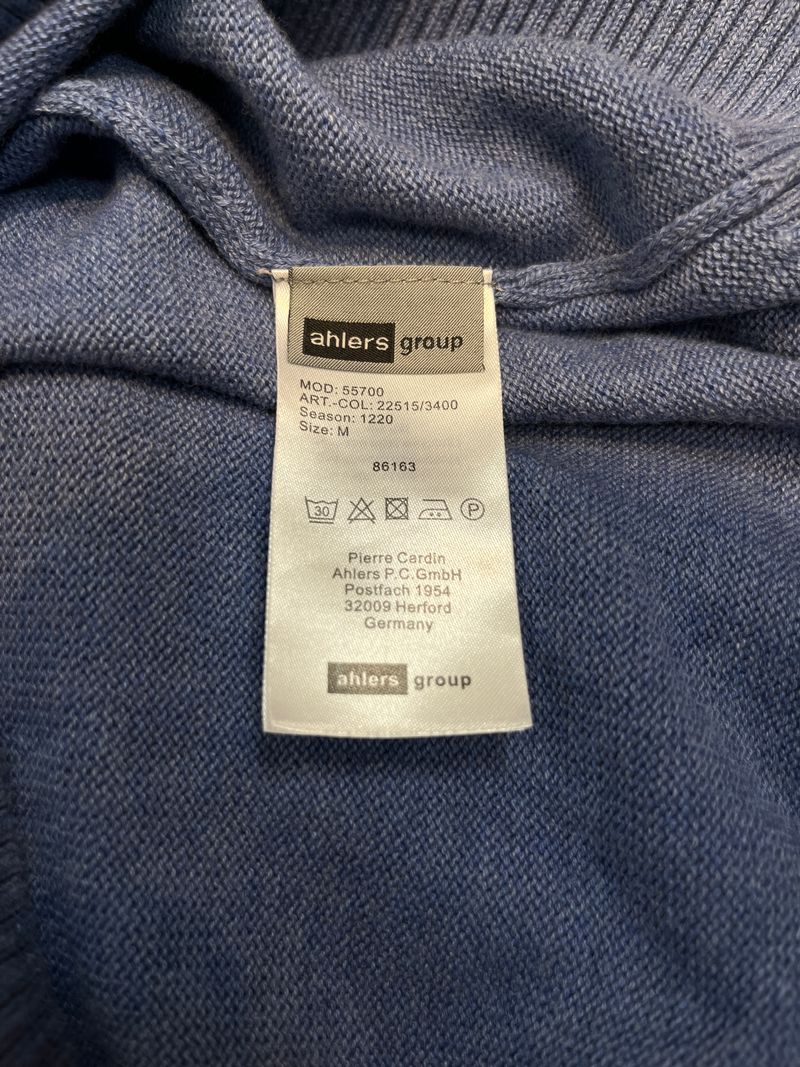 ahlers group
MOD: 55700
ART.-COL: 22515/3400
Season: 1220
Size: M
86163
30 P
Pierre Cardin
Ahlers P.C.GmbH
Postfach 1954
32009 Herford
Germany
ahlers group